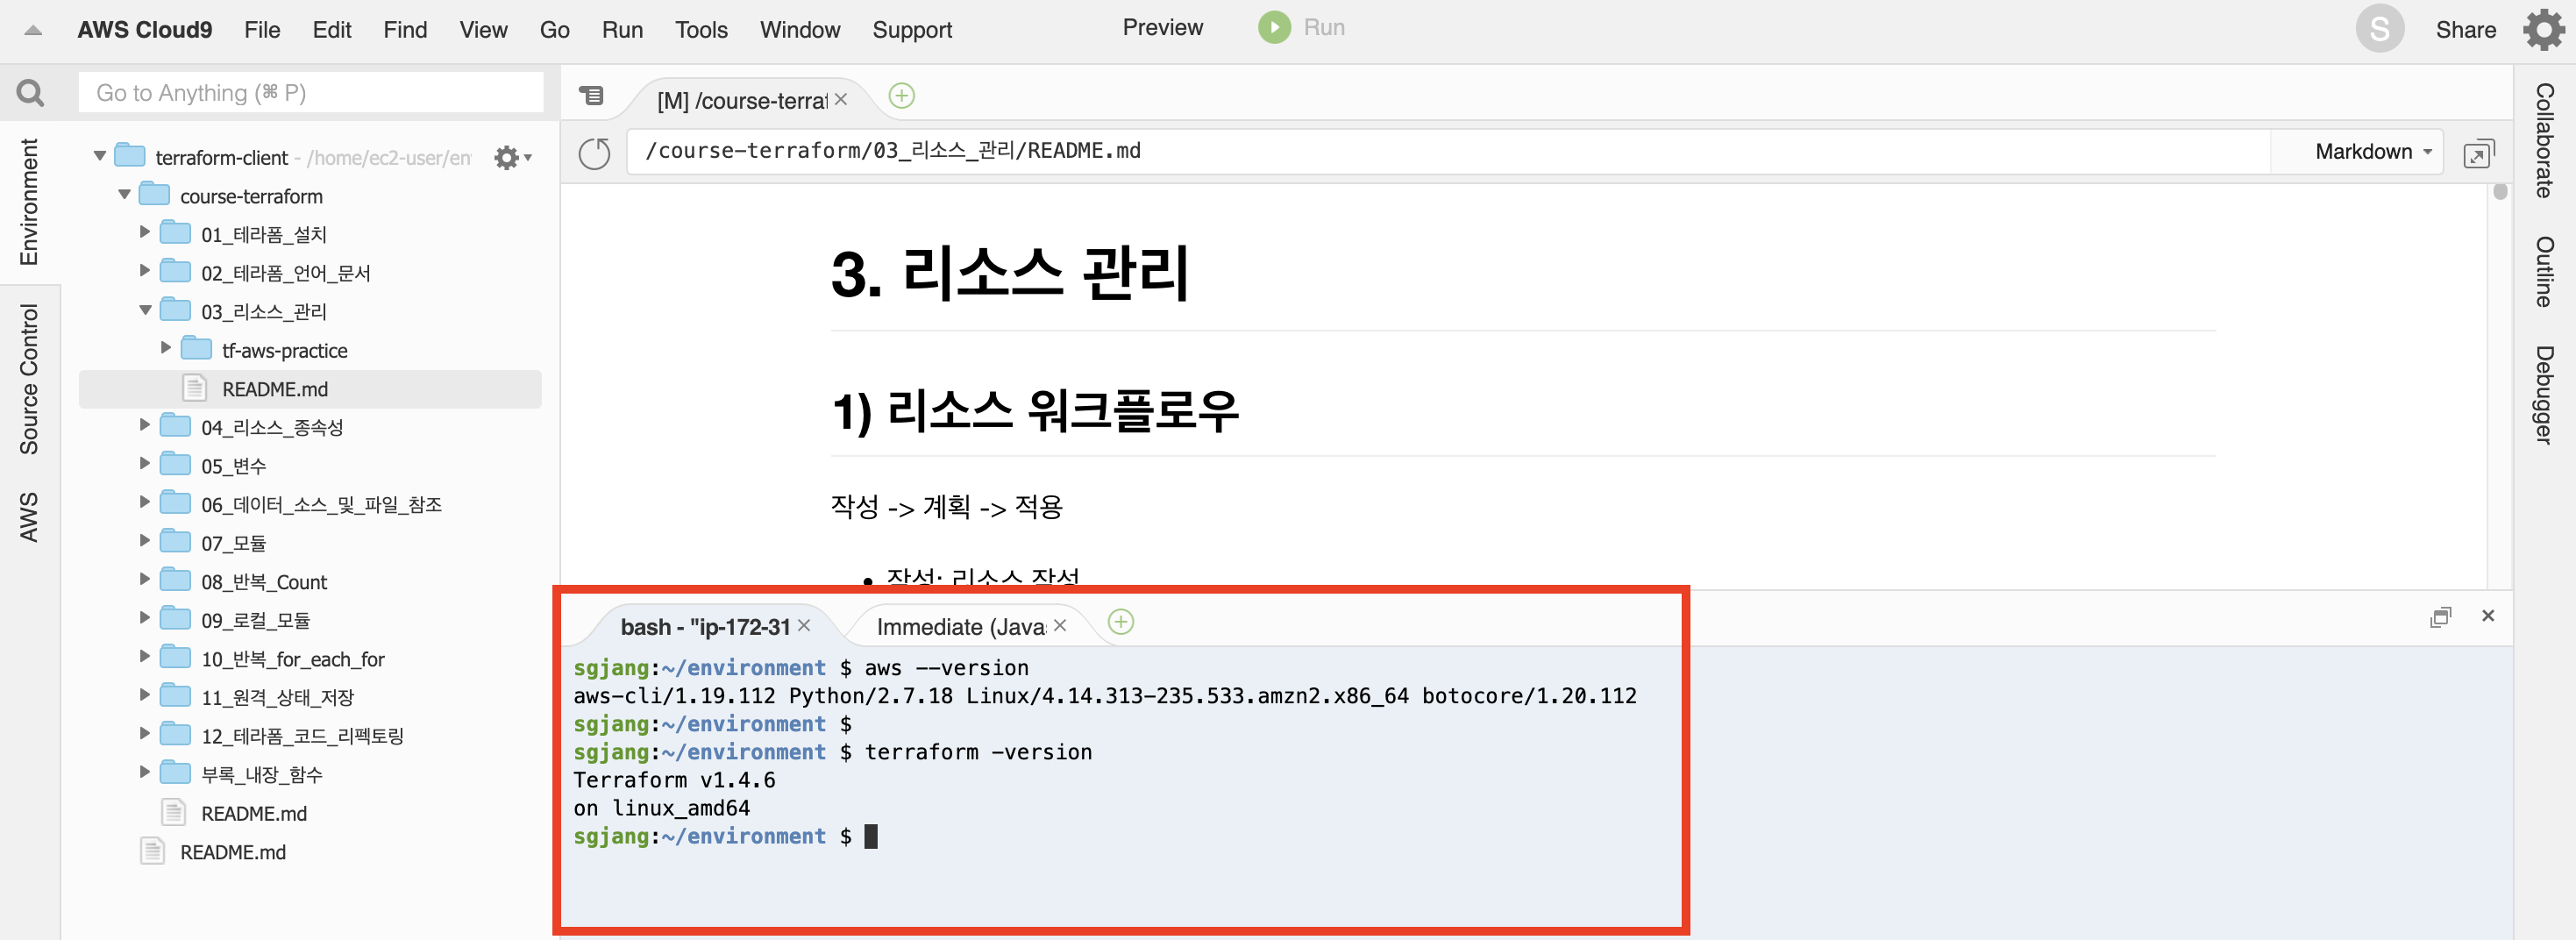 AWS Cloud9 File Edit Find View Go Run Tools Window Support Preview Run S Share
Go to Anything (⌘ P)
Environment
Source Control
AWS
terraform-client - /home/ec2-user/en
course-terraform
01_테라폼_설치
02_테라폼_언어_문서
03_리소스_관리
tf-aws-practice
README.md
04_리소스_종속성
05_변수
06_데이터_소스_및_파일_참조
07_모듈
08_반복_Count
09_로컬_모듈
10_반복_for_each_for
11_원격_상태_저장
12_테라폼_코드_리펙토링
부록_내장_함수
README.md
README.md
[M] /course-terraf
/course-terraform/03_리소스_관리/README.md Markdown
3. 리소스 관리
1) 리소스 워크플로우
작성 -> 계획 -> 적용
• 작성: 리소스 작성
bash - "ip-172-31 Immediate (Javas
sgjang:~/environment $ aws --version
aws-cli/1.19.112 Python/2.7.18 Linux/4.14.313-235.533.amzn2.x86_64 botocore/1.20.112
sgjang:~/environment $
sgjang:~/environment $ terraform -version
Terraform v1.4.6
on linux_amd64
sgjang:~/environment $
Collaborate
Outline
Debugger